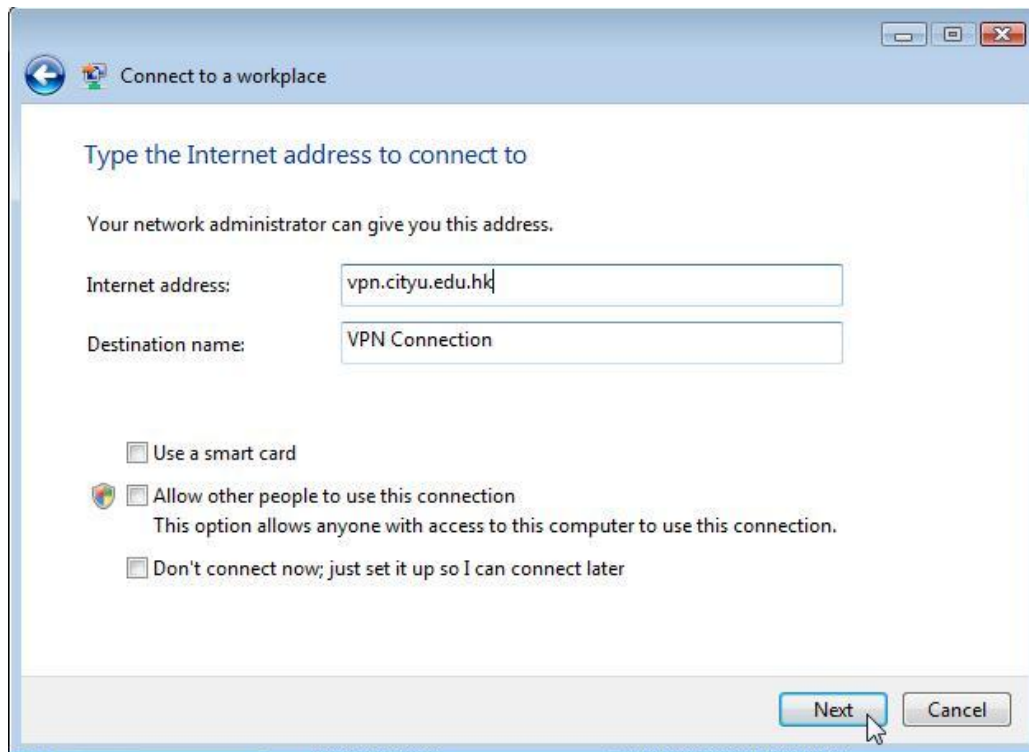 Connect to a workplace
Type the Internet address to connect to
Your network administrator can give you this address.
Internet address: vpn.cityu.edu.hk
Destination name: VPN Connection
Use a smart card
Allow other people to use this connection
This option allows anyone with access to this computer to use this connection.
Don't connect now; just set it up so I can connect later
Next Cancel